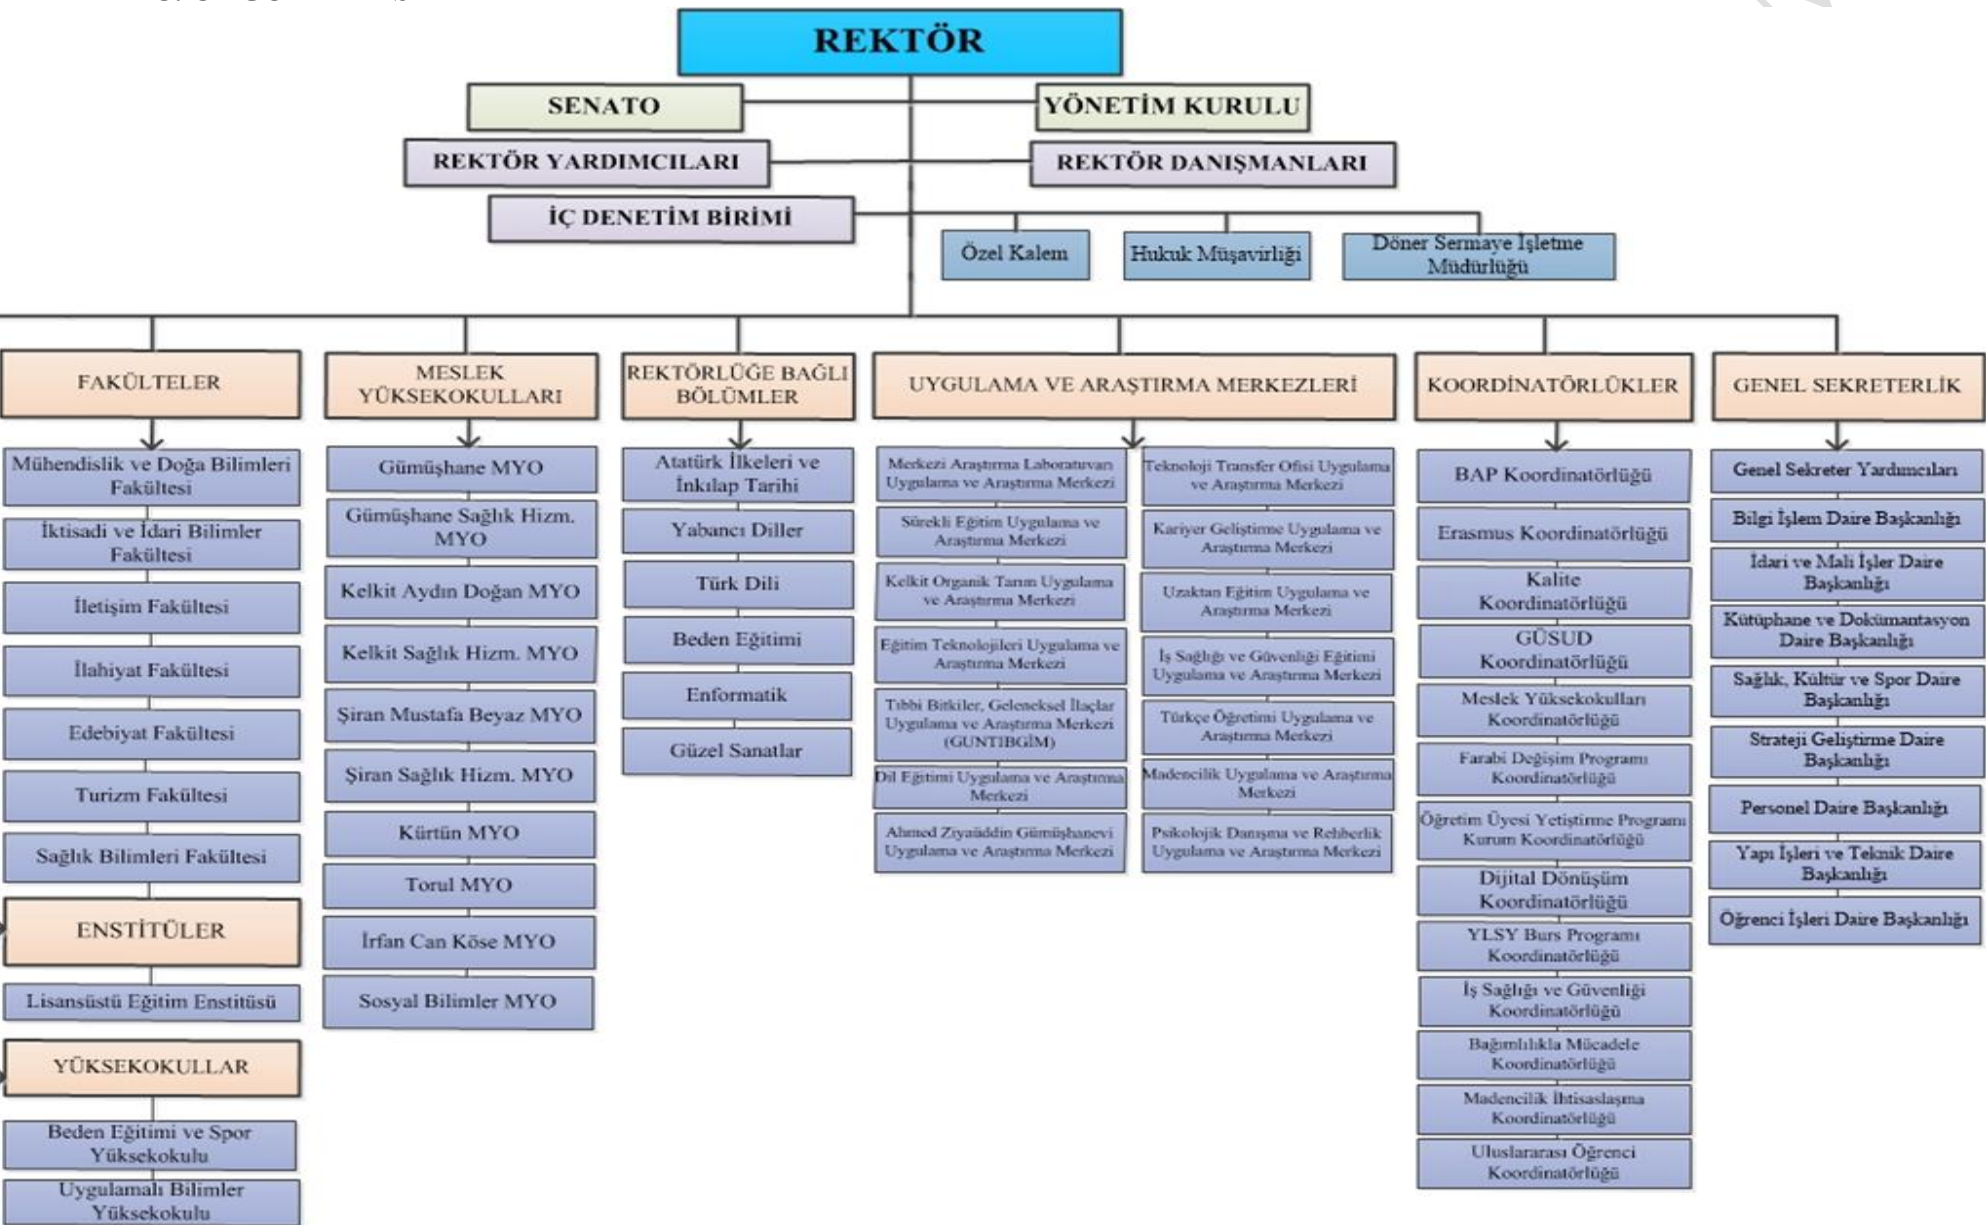 REKTÖR
SENATO
YÖNETİM KURULU
REKTÖR YARDIMCILARI
REKTÖR DANIŞMANLARI
İÇ DENETİM BİRİMİ
Özel Kalem
Hukuk Müşavirliği
Döner Sermaye İşletme
Müdürlüğü
FAKÜLTELER
Mühendislik ve Doğa Bilimleri
Fakültesi
İktisadi ve İdari Bilimler
Fakültesi
İletişim Fakültesi
İlahiyat Fakültesi
Edebiyat Fakültesi
Turizm Fakültesi
Sağlık Bilimleri Fakültesi
ENSTİTÜLER
Lisansüstü Eğitim Enstitüsü
YÜKSEKOKULLAR
Beden Eğitimi ve Spor
Yüksekokulu
Uygulamalı Bilimler
Yüksekokulu
MESLEK
YÜKSEKOKULLARI
Gümüşhane MYO
Gümüşhane Sağlık Hizm.
MYO
Kelkit Aydın Doğan MYO
Kelkit Sağlık Hizm. MYO
Şiran Mustafa Beyaz MYO
Şiran Sağlık Hizm. MYO
Kürtün MYO
Torul MYO
İrfan Can Köse MYO
Sosyal Bilimler MYO
REKTÖRLÜĞE BAĞLI
BÖLÜMLER
Atatürk İlkeleri ve
İnkılap Tarihi
Yabancı Diller
Türk Dili
Beden Eğitimi
Enformatik
Güzel Sanatlar
UYGULAMA VE ARAŞTIRMA MERKEZLERİ
Merkezi Araştırma Laboratuvarı
Uygulama ve Araştırma Merkezi
Sürekli Eğitim Uygulama ve
Araştırma Merkezi
Kelkit Organik Tarım Uygulama
ve Araştırma Merkezi
Eğitim Teknolojileri Uygulama ve
Araştırma Merkezi
Tıbbi Bitkiler, Geleneksel İlaçlar
Uygulama ve Araştırma Merkezi
(GUNTIBGİM)
Dil Eğitimi Uygulama ve Araştırma
Merkezi
Ahmed Ziyaüddin Gümüşhanevi
Uygulama ve Araştırma Merkezi
Teknoloji Transfer Ofisi Uygulama
ve Araştırma Merkezi
Kariyer Geliştirme Uygulama ve
Araştırma Merkezi
Uzaktan Eğitim Uygulama ve
Araştırma Merkezi
İş Sağlığı ve Güvenliği Eğitimi
Uygulama ve Araştırma Merkezi
Türkçe Öğretimi Uygulama ve
Araştırma Merkezi
Madencilik Uygulama ve Araştırma
Merkezi
Psikolojik Danışma ve Rehberlik
Uygulama ve Araştırma Merkezi
KOORDİNATÖRLÜKLER
BAP Koordinatörlüğü
Erasmus Koordinatörlüğü
Kalite
Koordinatörlüğü
GÜSUD
Koordinatörlüğü
Meslek Yüksekokulları
Koordinatörlüğü
Farabi Değişim Programı
Koordinatörlüğü
Öğretim Üyesi Yetiştirme Programı
Kurum Koordinatörlüğü
Dijital Dönüşüm
Koordinatörlüğü
YLSY Burs Programı
Koordinatörlüğü
İş Sağlığı ve Güvenliği
Koordinatörlüğü
Bağımlılıkla Mücadele
Koordinatörlüğü
Madencilik İhtisaslaşma
Koordinatörlüğü
Uluslararası Öğrenci
Koordinatörlüğü
GENEL SEKRETERLİK
Genel Sekreter Yardımcıları
Bilgi İşlem Daire Başkanlığı
İdari ve Mali İşler Daire
Başkanlığı
Kütüphane ve Dokümantasyon
Daire Başkanlığı
Sağlık, Kültür ve Spor Daire
Başkanlığı
Strateji Geliştirme Daire
Başkanlığı
Personel Daire Başkanlığı
Yapı İşleri ve Teknik Daire
Başkanlığı
Öğrenci İşleri Daire Başkanlığı